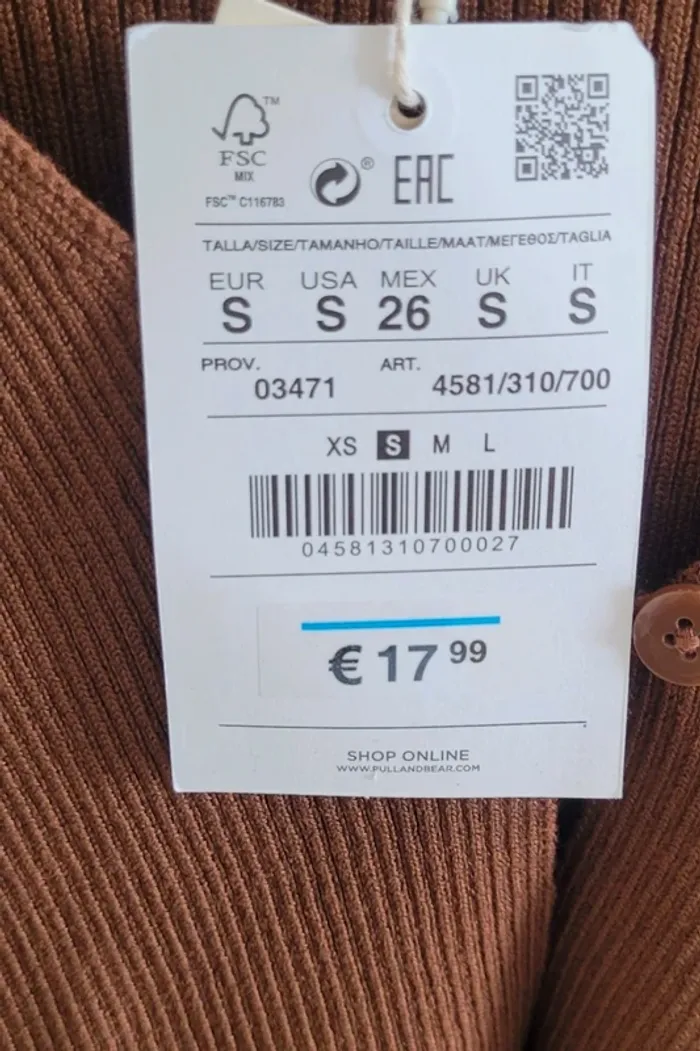 FSC™
MIX
FSC™ C116783
® EAC
TALLA/SIZE/TAMANHO/TAILLE/MAAT/ΜΕΓΕΘΟΣ/TAGLIA
EUR USA MEX UK IT
S S 26 S S
PROV. ART.
03471 4581/310/700
XS S M L
04581310700027
€ 17 99
SHOP ONLINE
WWW.PULLANDBEAR.COM